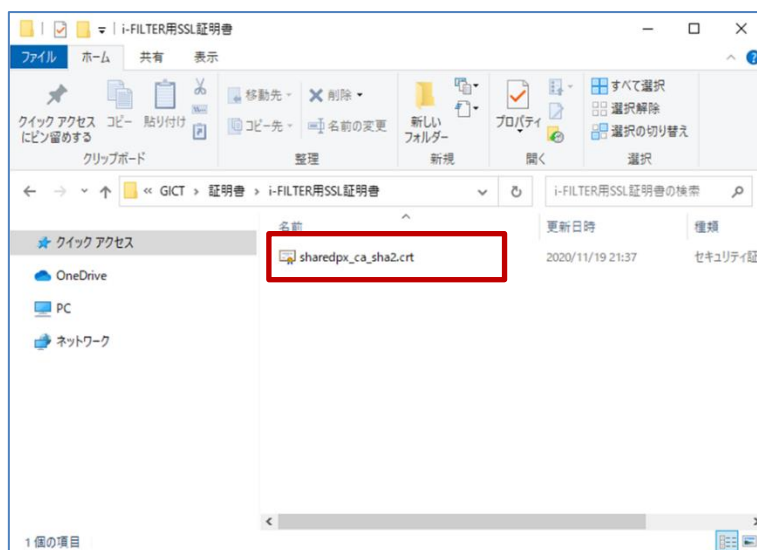 i-FILTER用SSL証明書
ファイル ホーム 共有 表示
クイック アクセス
にピン留めする
コピー 貼り付け
移動先 削除
コピー先 名前の変更
新しい
フォルダー
プロパティ
すべて選択
選択解除
選択の切り替え
クリップボード 整理 新規 開く 選択
« GICT › 証明書 › i-FILTER用SSL証明書
i-FILTER用SSL証明書の検索
名前 更新日時 種類
クイック アクセス
sharedpx_ca_sha2.crt 2020/11/19 21:37 セキュリティ証
OneDrive
PC
ネットワーク
1 個の項目